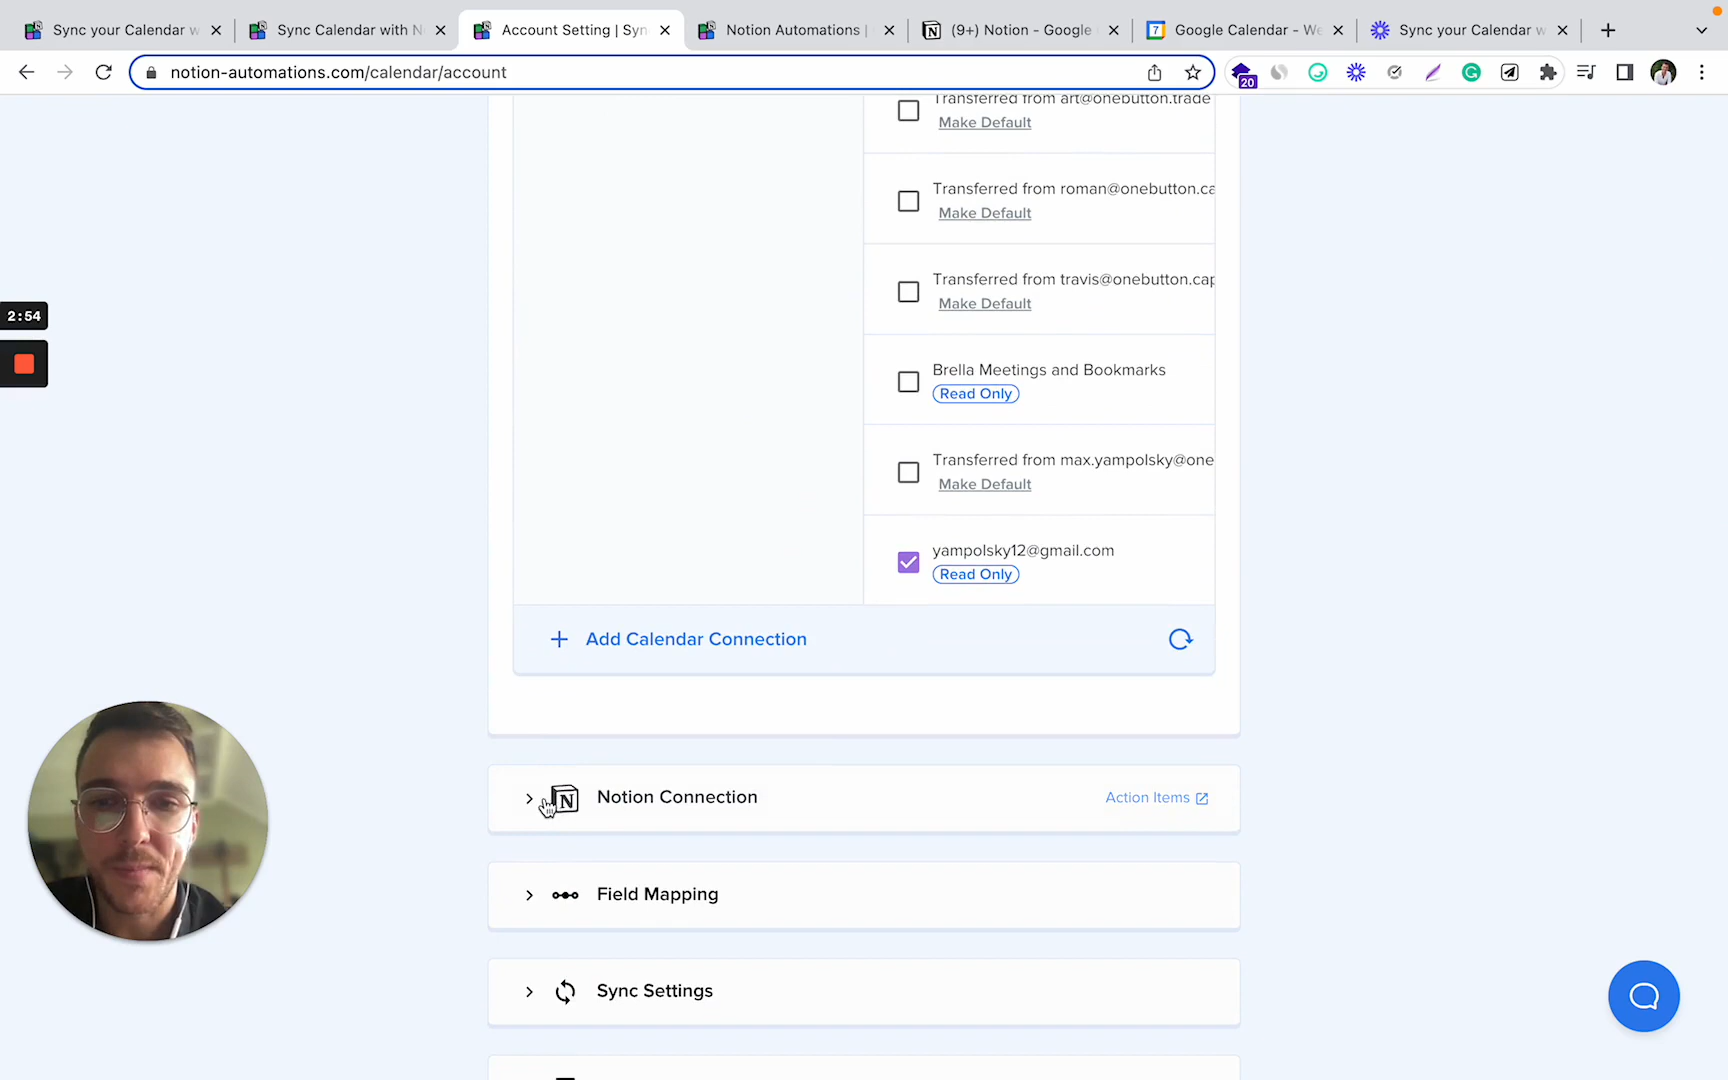 Sync your Calendar w
Sync Calendar with N
Account Setting | Syn
Notion Automations |
(9+) Notion - Google
Google Calendar - We
Sync your Calendar w
notion-automations.com/calendar/account
20
Transferred from art@onebutton.trade
Make Default
Transferred from roman@onebutton.ca
Make Default
2:54
Transferred from travis@onebutton.cap
Make Default
Brella Meetings and Bookmarks
Read Only
Transferred from max.yampolsky@one
Make Default
yampolsky12@gmail.com
Read Only
Add Calendar Connection
Notion Connection
Action Items
Field Mapping
Sync Settings